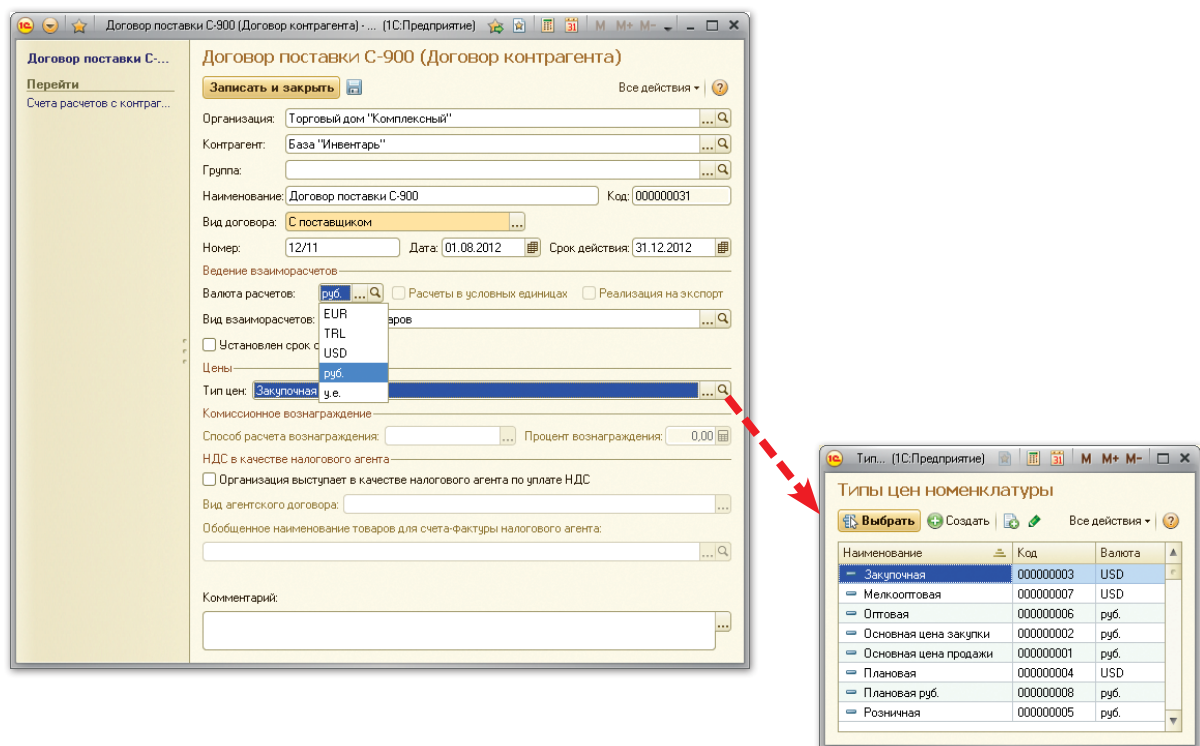 Договор поставки С-900 (Договор контрагента) - ... (1С:Предприятие) 31 M M+ M-
Договор поставки С-...
Перейти
Счета расчетов с контраг...
Договор поставки С-900 (Договор контрагента)
Записать и закрыть Все действия ?
Организация: Торговый дом "Комплексный" ...
Контрагент: База "Инвентарь" ...
Группа: ...
Наименование: Договор поставки С-900 Код: 000000031
Вид договора: С поставщиком ...
Номер: 12/11 Дата: 01.08.2012 Срок действия: 31.12.2012
Ведение взаиморасчетов
Валюта расчетов: руб. ... Расчеты в условных единицах Реализация на экспорт
EUR
Вид взаиморасчетов: аров ...
TRL
Установлен срок о
USD
Цены
руб.
Тип цен: Закупочная ...
у.е.
Комиссионное вознаграждение
Способ расчета вознаграждения: ... Процент вознаграждения: 0,00
НДС в качестве налогового агента
Организация выступает в качестве налогового агента по уплате НДС
Вид агентского договора: ...
Обобщенное наименование товаров для счета-фактуры налогового агента:
...
Комментарий:
...
1С Тип... (1С:Предприятие) 31 M M+ M-
Типы цен номенклатуры
Выбрать Создать Все действия ?
Наименование Код Валюта
Закупочная 000000003 USD
Мелкооптовая 000000007 USD
Оптовая 000000006 руб.
Основная цена закупки 000000002 руб.
Основная цена продажи 000000001 руб.
Плановая 000000004 USD
Плановая руб. 000000008 руб.
Розничная 000000005 руб.